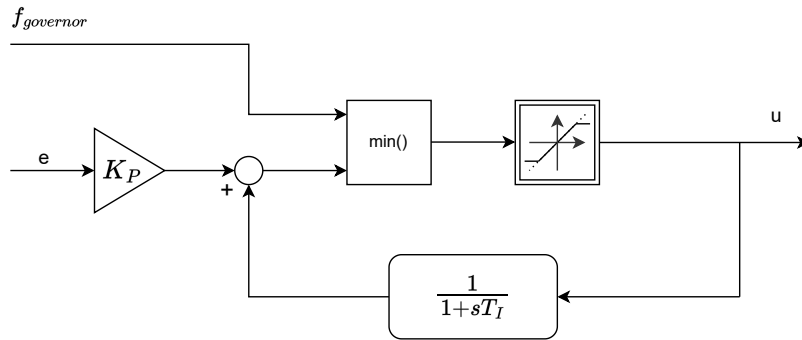 f_governor
u
min()
e
K_P
+
1
1+sT_I